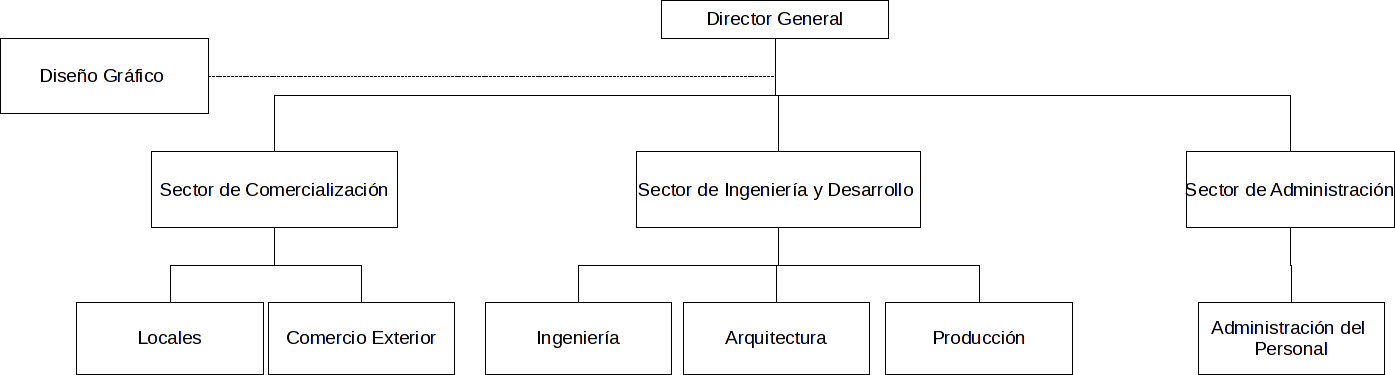 Director General
Diseño Gráfico
Sector de Comercialización
Sector de Ingeniería y Desarrollo
Sector de Administración
Locales
Comercio Exterior
Ingeniería
Arquitectura
Producción
Administración del
Personal